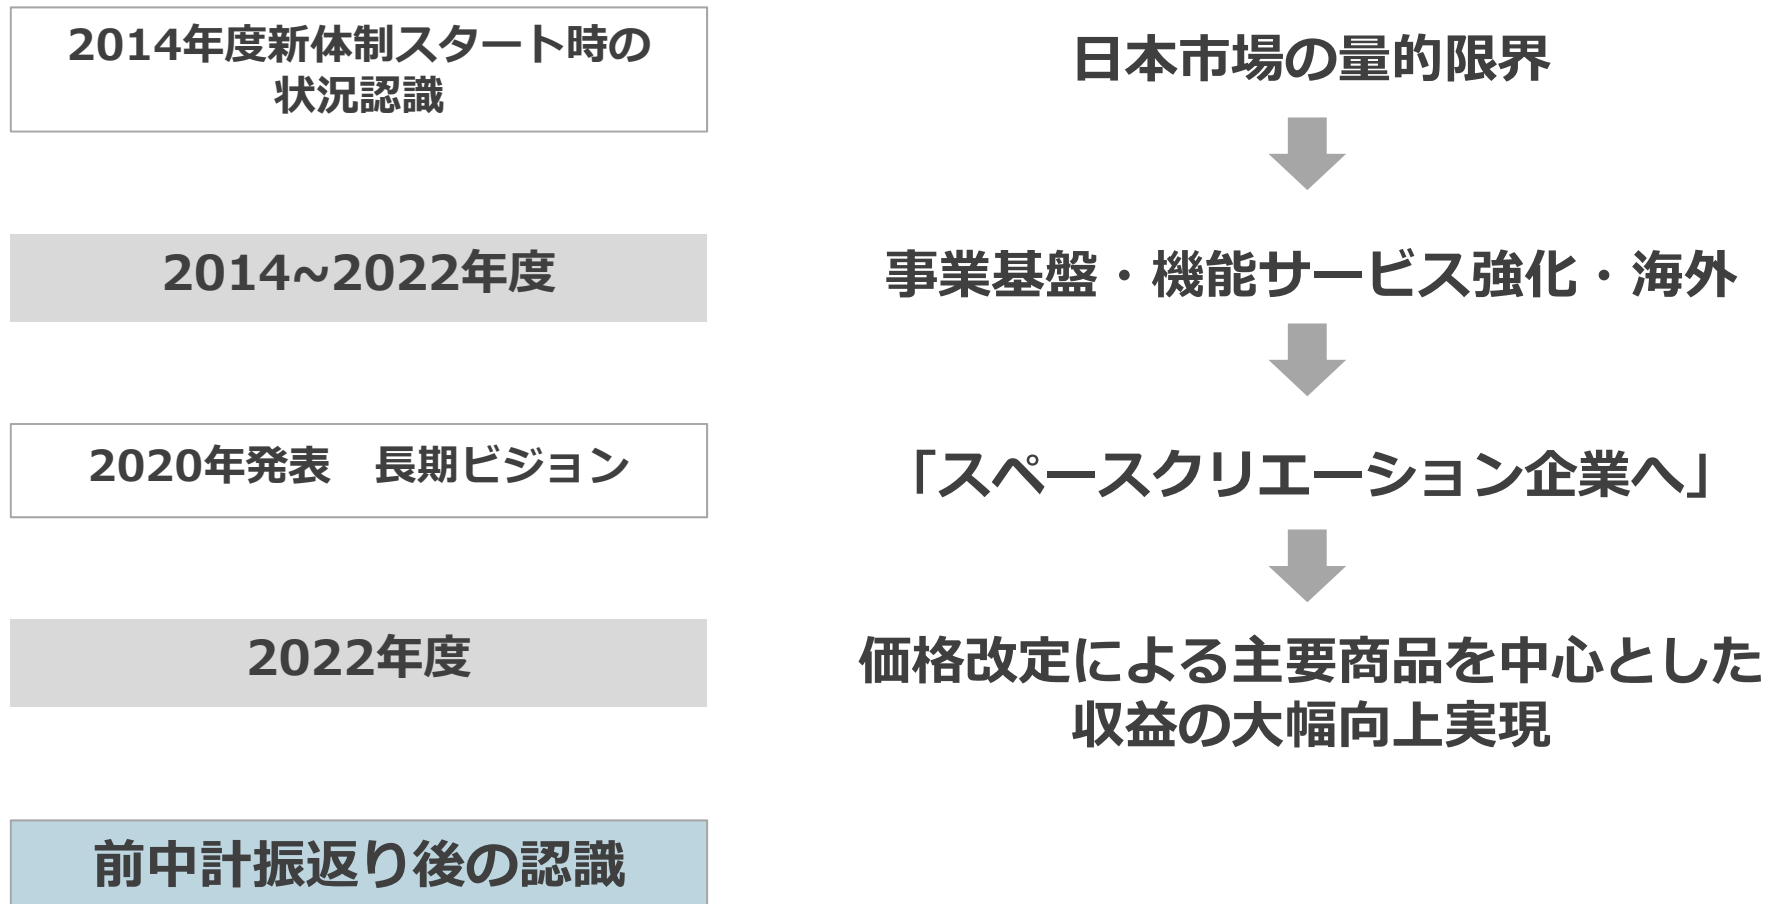 2014年度新体制スタート時の
状況認識
日本市場の量的限界
2014~2022年度
事業基盤・機能サービス強化・海外
2020年発表　長期ビジョン
「スペースクリエーション企業へ」
2022年度
価格改定による主要商品を中心とした
収益の大幅向上実現
前中計振返り後の認識